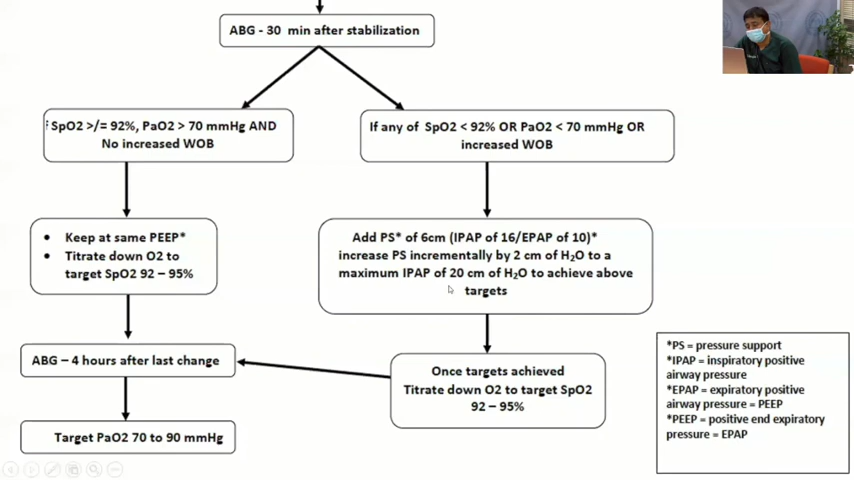 ABG - 30 min after stabilization
SpO2 >/= 92%, PaO2 > 70 mmHg AND
No increased WOB
If any of SpO2 < 92% OR PaO2 < 70 mmHg OR
increased WOB
• Keep at same PEEP*
• Titrate down O2 to
target SpO2 92 – 95%
Add PS* of 6cm (IPAP of 16/EPAP of 10)*
increase PS incrementally by 2 cm of H₂O to a
maximum IPAP of 20 cm of H₂O to achieve above
targets
ABG – 4 hours after last change
Once targets achieved
Titrate down O2 to target SpO2
92 – 95%
Target PaO2 70 to 90 mmHg
*PS = pressure support
*IPAP = inspiratory positive
airway pressure
*EPAP = expiratory positive
airway pressure = PEEP
*PEEP = positive end expiratory
pressure = EPAP